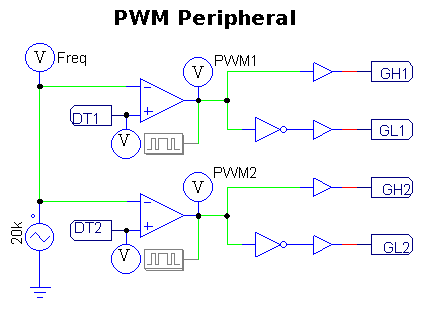 PWM Peripheral
V
Freq
V
PWM1
GH1
DT1
V
GL1
V
PWM2
GH2
20k
DT2
V
GL2